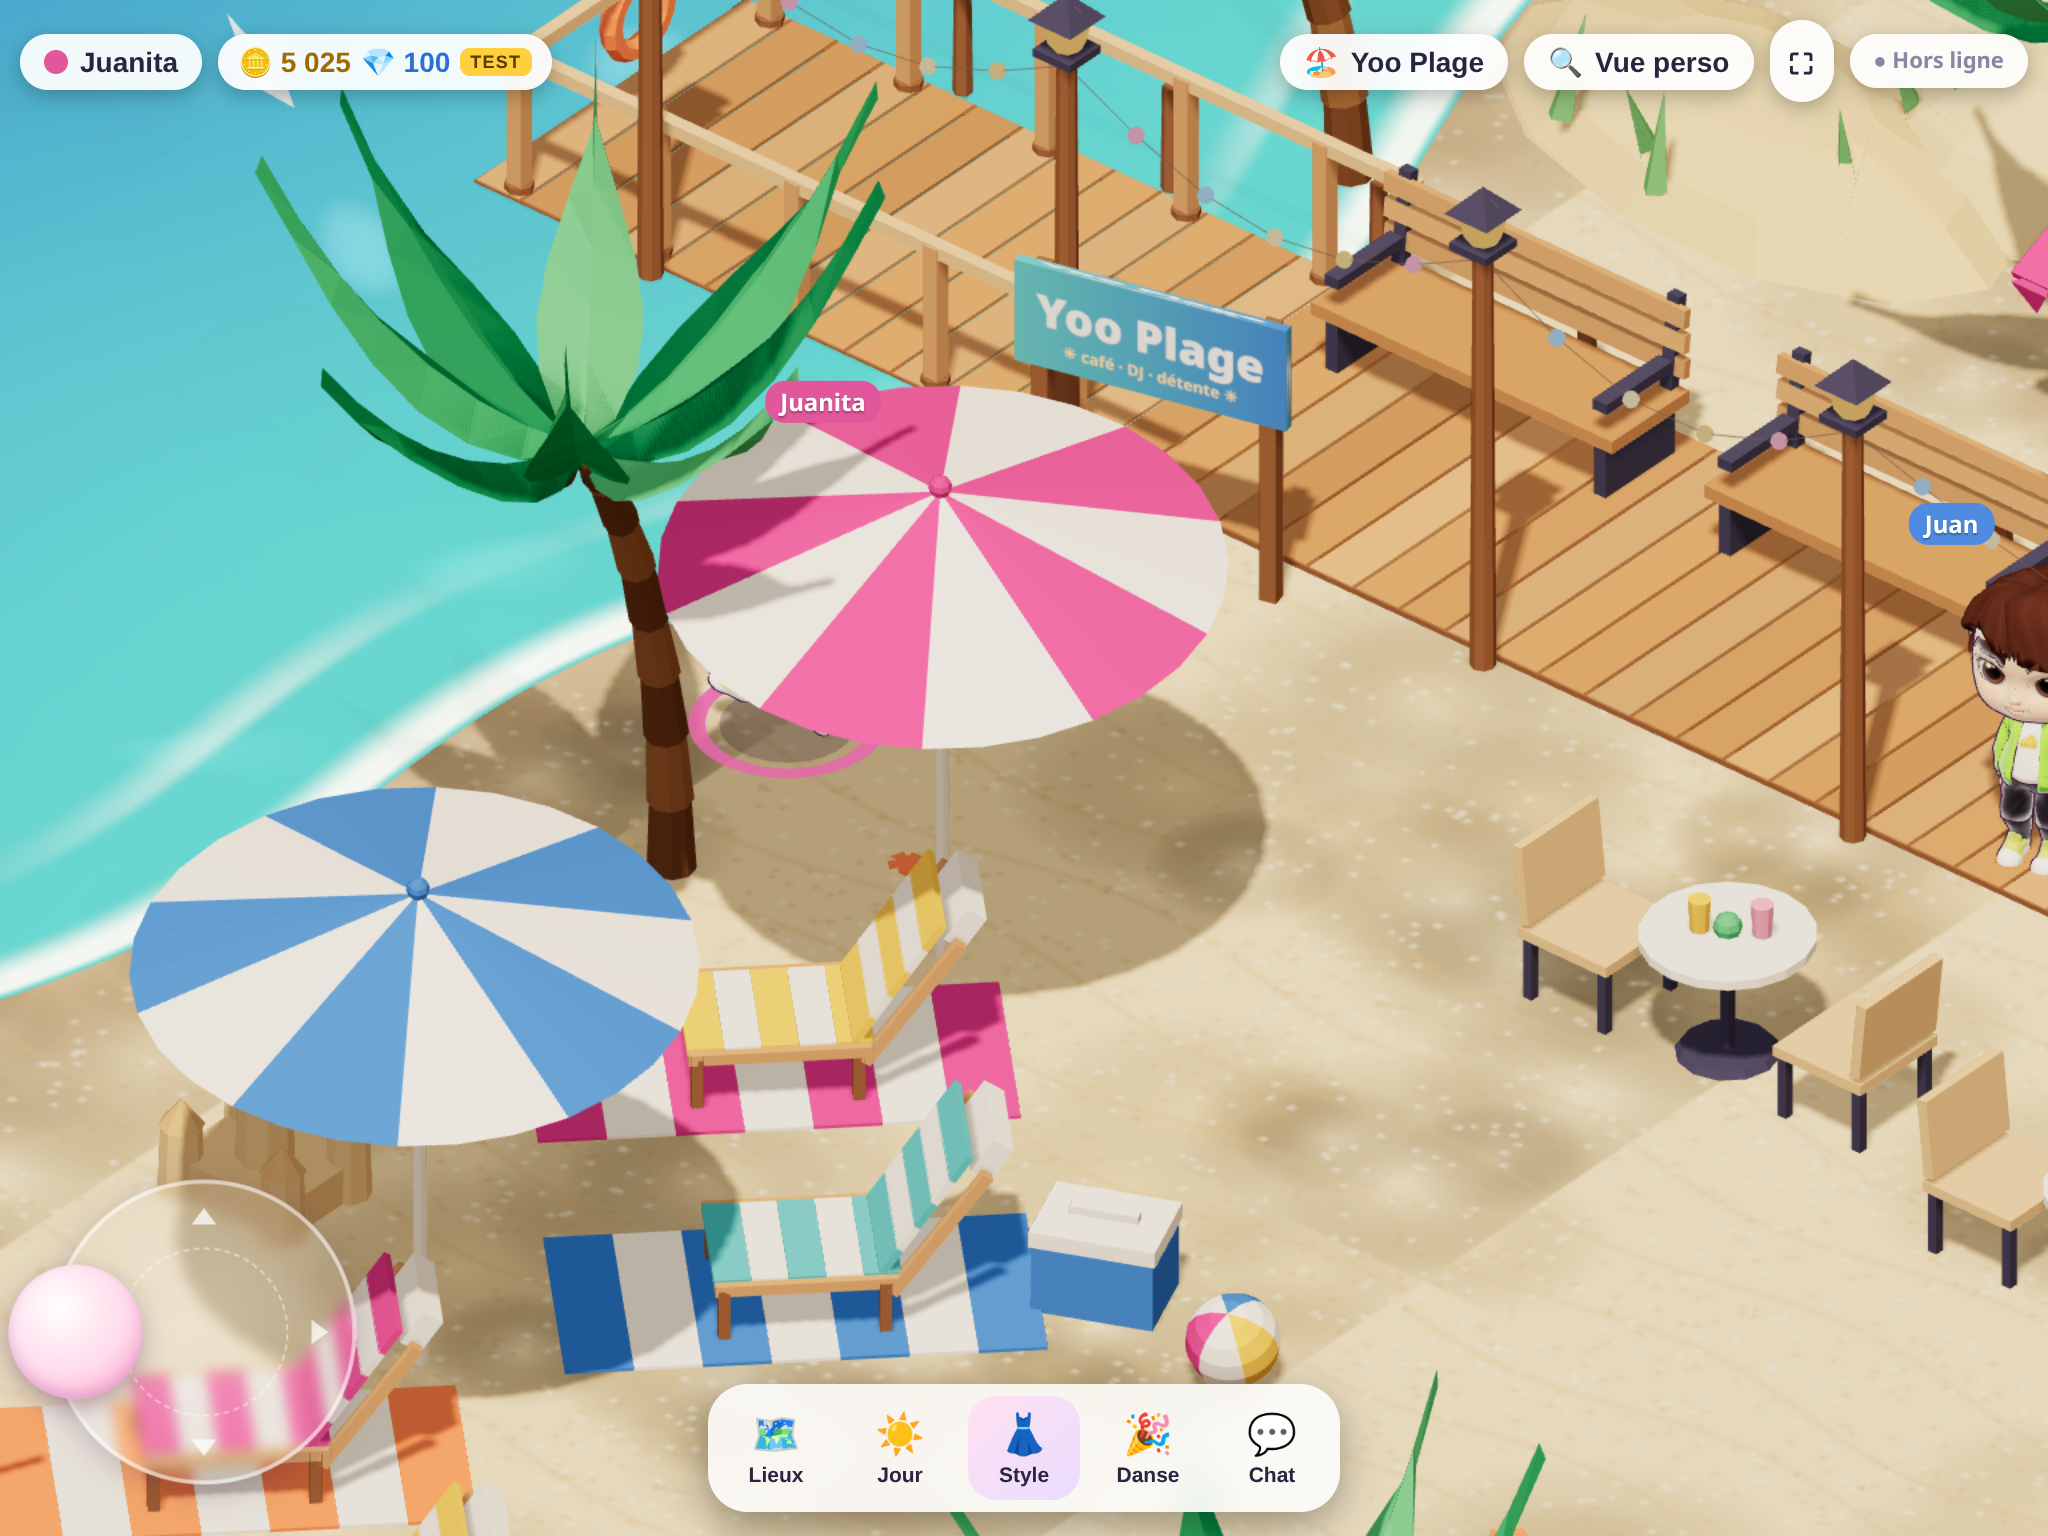 Juanita
5 025 100 TEST
Yoo Plage
Vue perso
Hors ligne
Yoo Plage
☀ café · DJ · détente ☀
Juanita
Juan
Lieux
Jour
Style
Danse
Chat